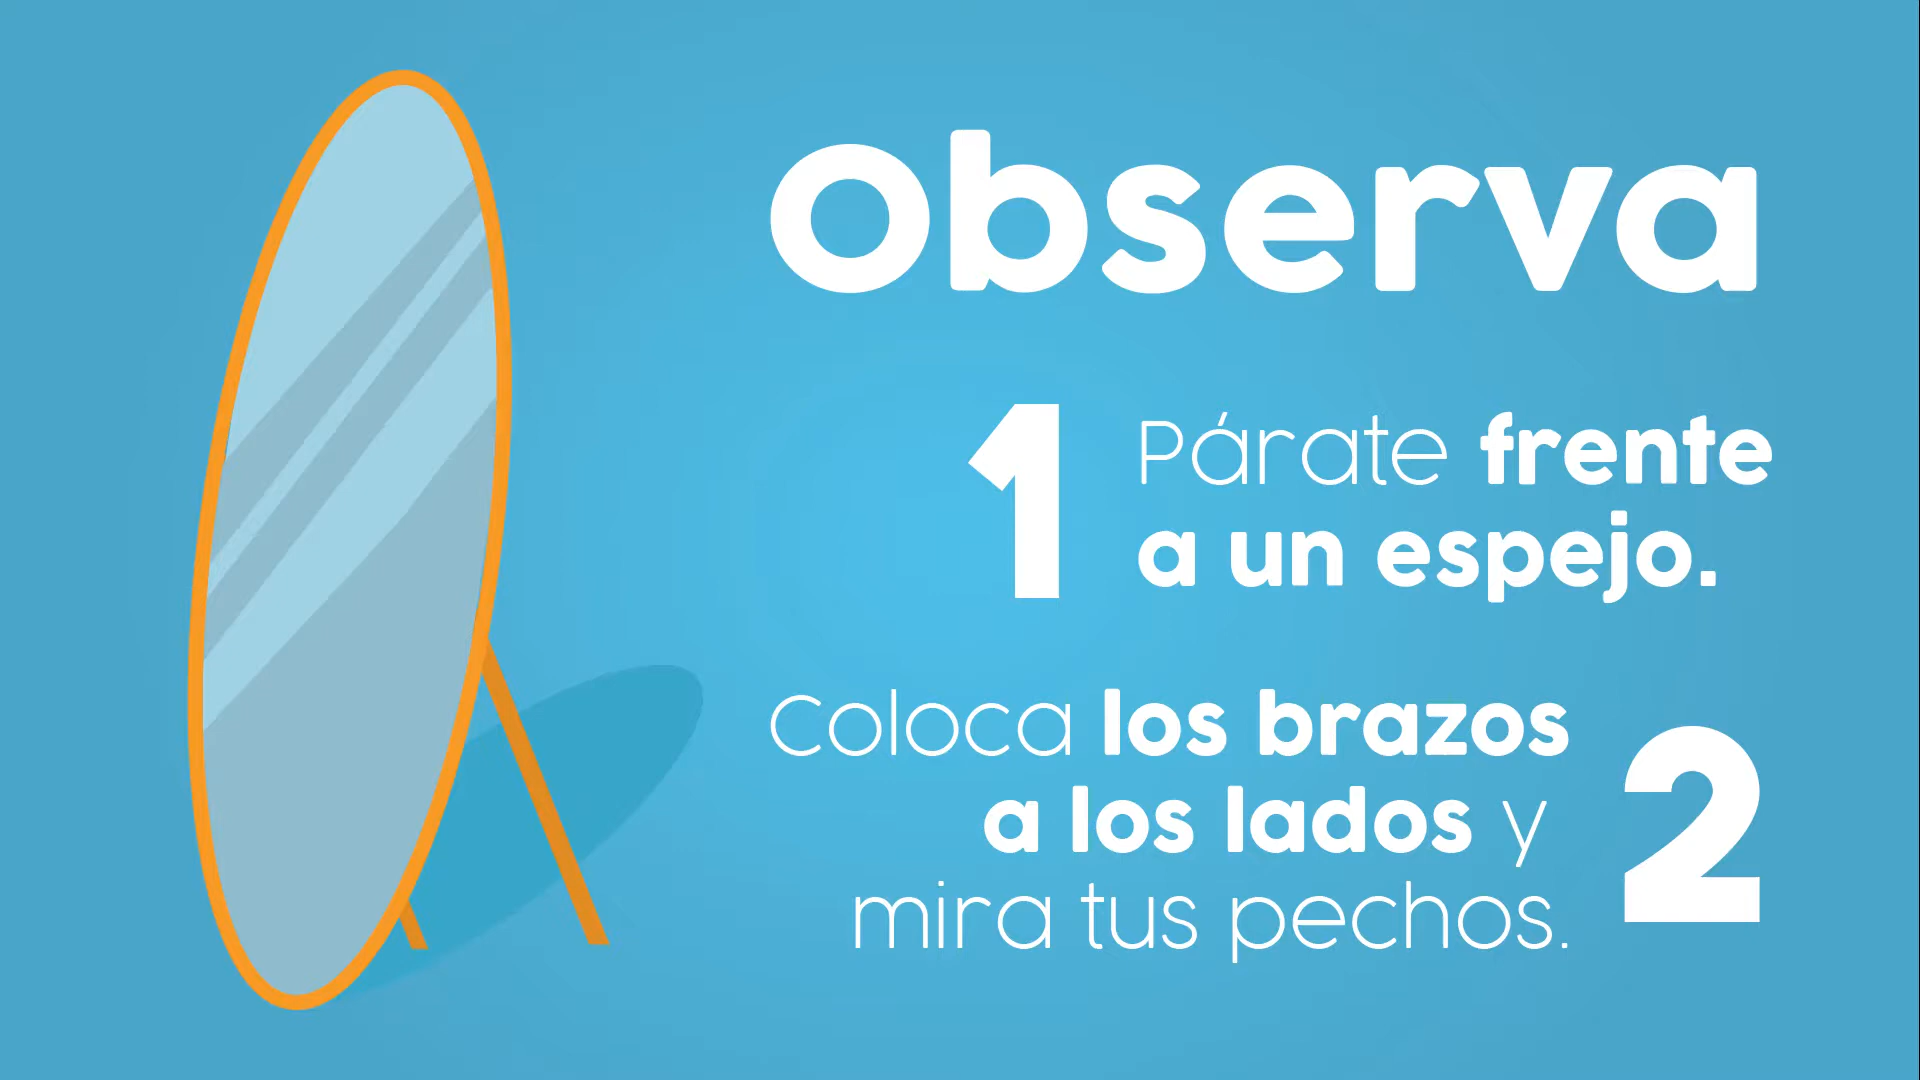 Observa
1 Párate frente
a un espejo.
Coloca los brazos
a los lados y
mira tus pechos.
2